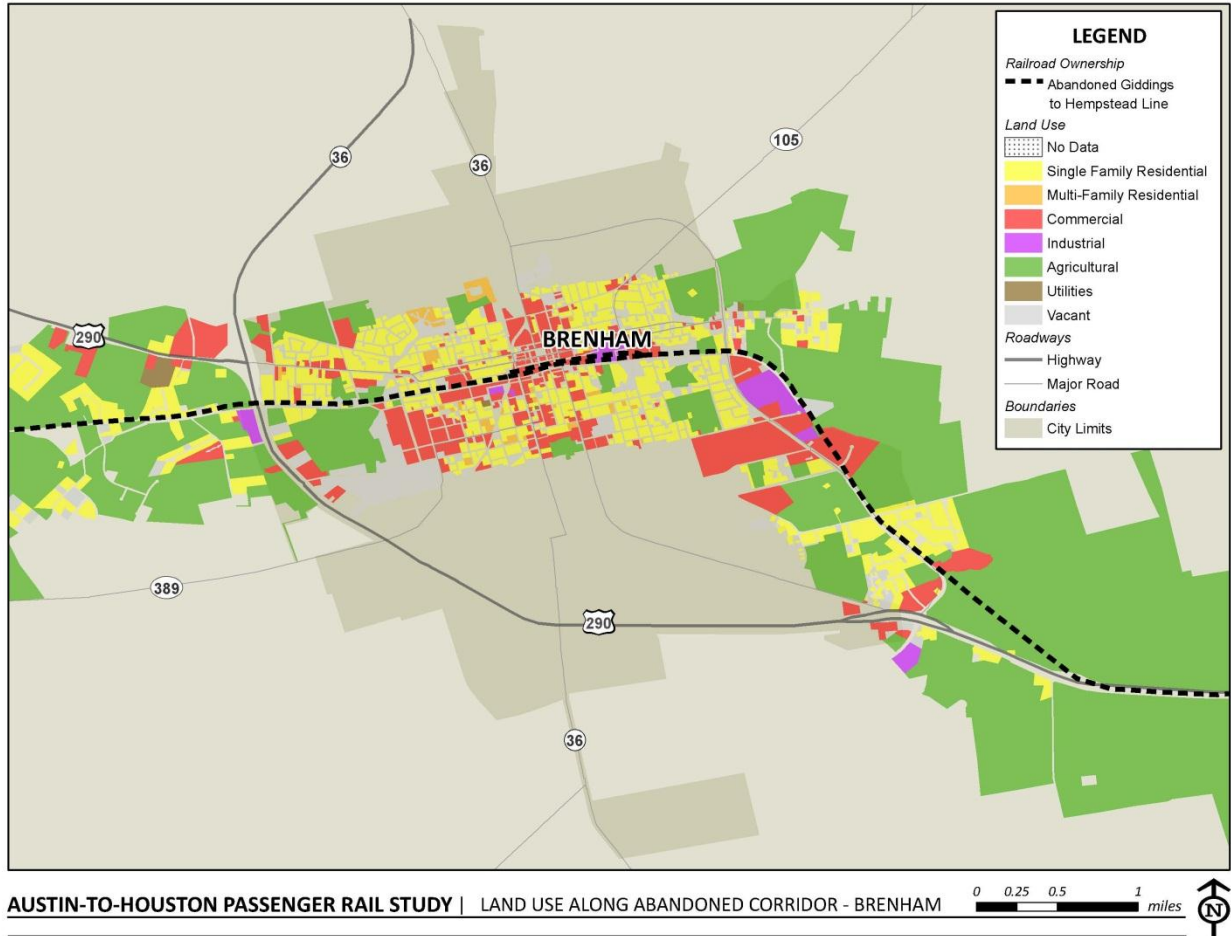 LEGEND
Railroad Ownership
Abandoned Giddings
to Hempstead Line
Land Use
No Data
Single Family Residential
Multi-Family Residential
Commercial
Industrial
Agricultural
Utilities
Vacant
Roadways
Highway
Major Road
Boundaries
City Limits
36
36
105
290
BRENHAM
389
290
36
AUSTIN-TO-HOUSTON PASSENGER RAIL STUDY | LAND USE ALONG ABANDONED CORRIDOR - BRENHAM
0 0.25 0.5 1
miles
N